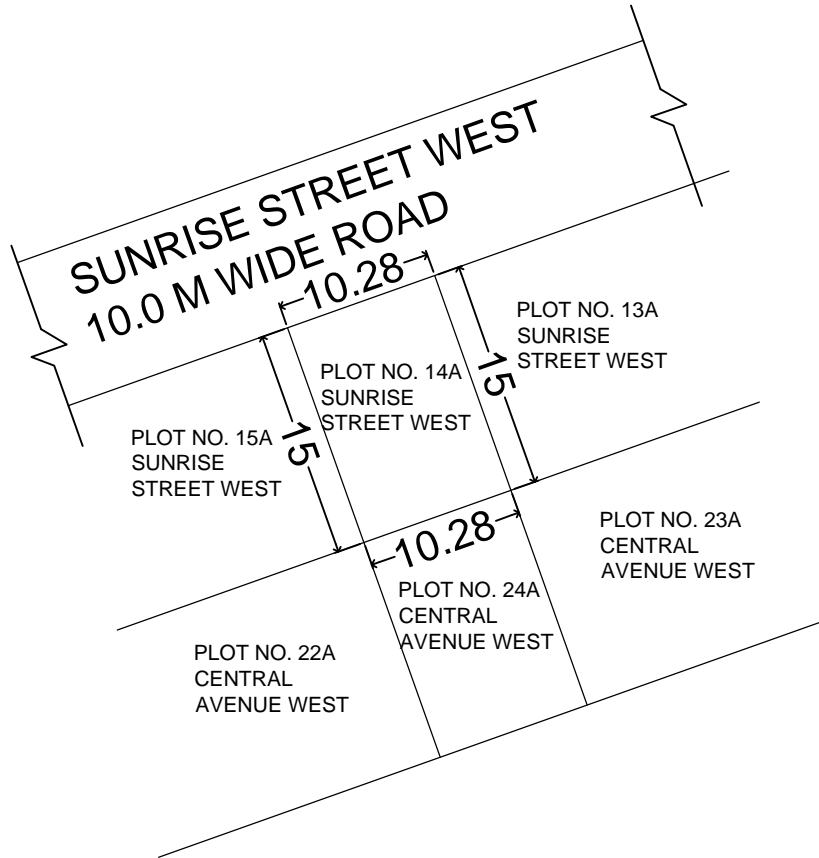 SUNRISE STREET WEST
10.0 M WIDE ROAD
10.28
PLOT NO. 13A
SUNRISE
STREET WEST
15
PLOT NO. 14A
SUNRISE
STREET WEST
15
PLOT NO. 15A
SUNRISE
STREET WEST
10.28
PLOT NO. 23A
CENTRAL
AVENUE WEST
PLOT NO. 24A
CENTRAL
AVENUE WEST
PLOT NO. 22A
CENTRAL
AVENUE WEST